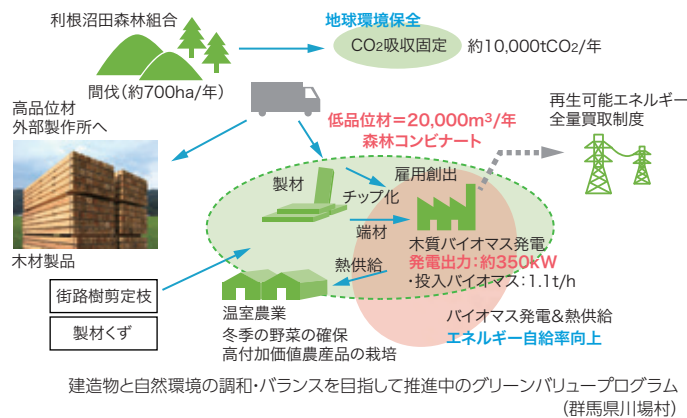 利根沼田森林組合
間伐（約700ha/年）
地球環境保全
CO2吸収固定
約10,000tCO2/年
高品位材
外部製作所へ
木材製品
低品位材＝20,000m³/年
森林コンビナート
再生可能エネルギー
全量買取制度
製材
チップ化
雇用創出
端材
木質バイオマス発電
発電出力：約350kW
・投入バイオマス：1.1t/h
熱供給
街路樹剪定枝
製材くず
温室農業
冬季の野菜の確保
高付加価値農産品の栽培
バイオマス発電&熱供給
エネルギー自給率向上
建造物と自然環境の調和・バランスを目指して推進中のグリーンバリュープログラム
（群馬県川場村）